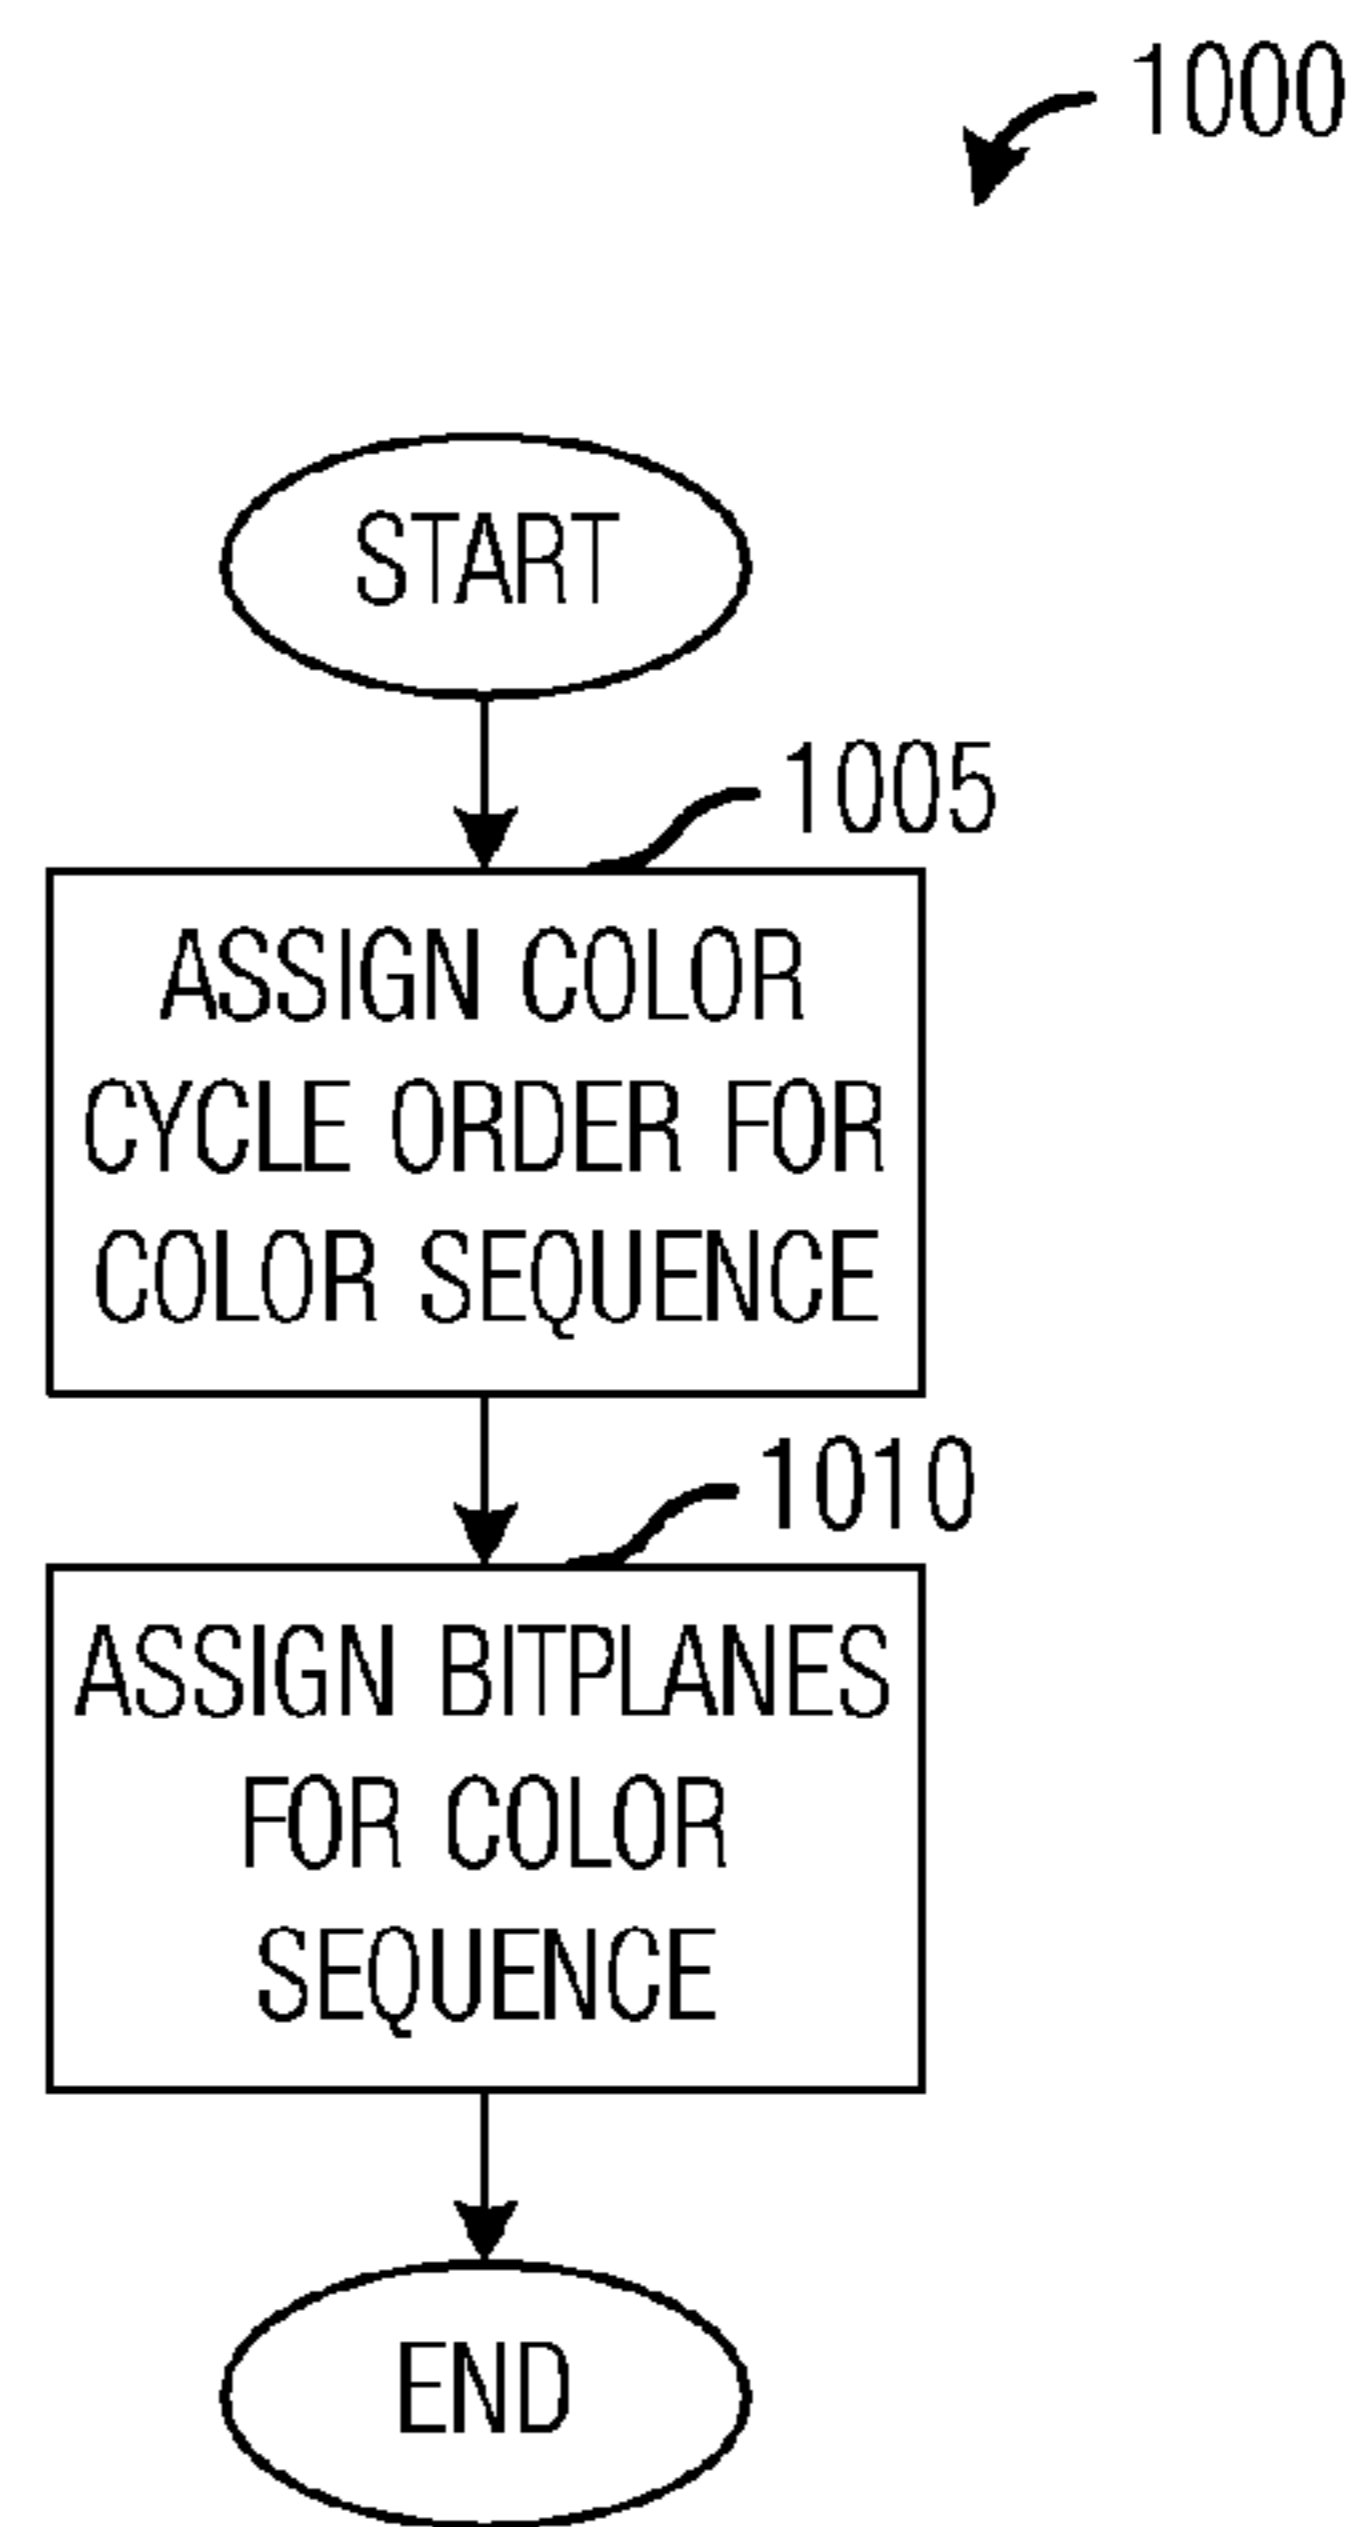 1000
START
1005
ASSIGN COLOR
CYCLE ORDER FOR
COLOR SEQUENCE
1010
ASSIGN BITPLANES
FOR COLOR
SEQUENCE
END